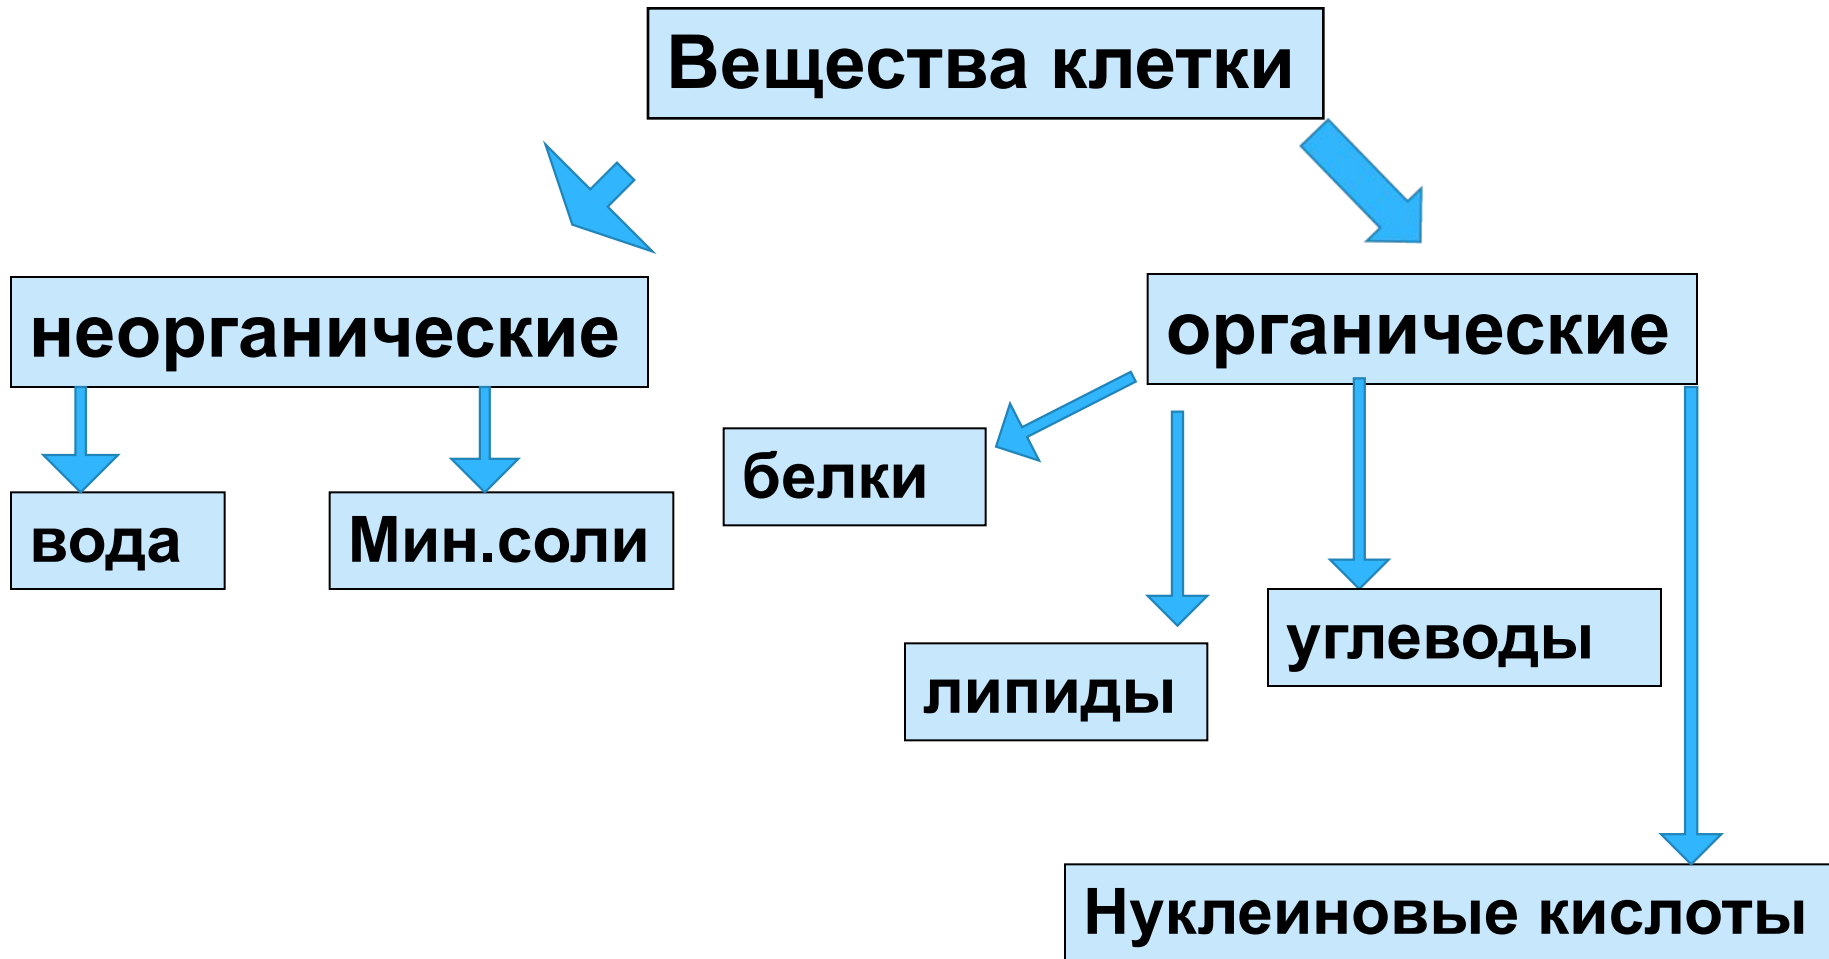 Вещества клетки
неорганические
органические
белки
вода
Мин.соли
углеводы
липиды
Нуклеиновые кислоты